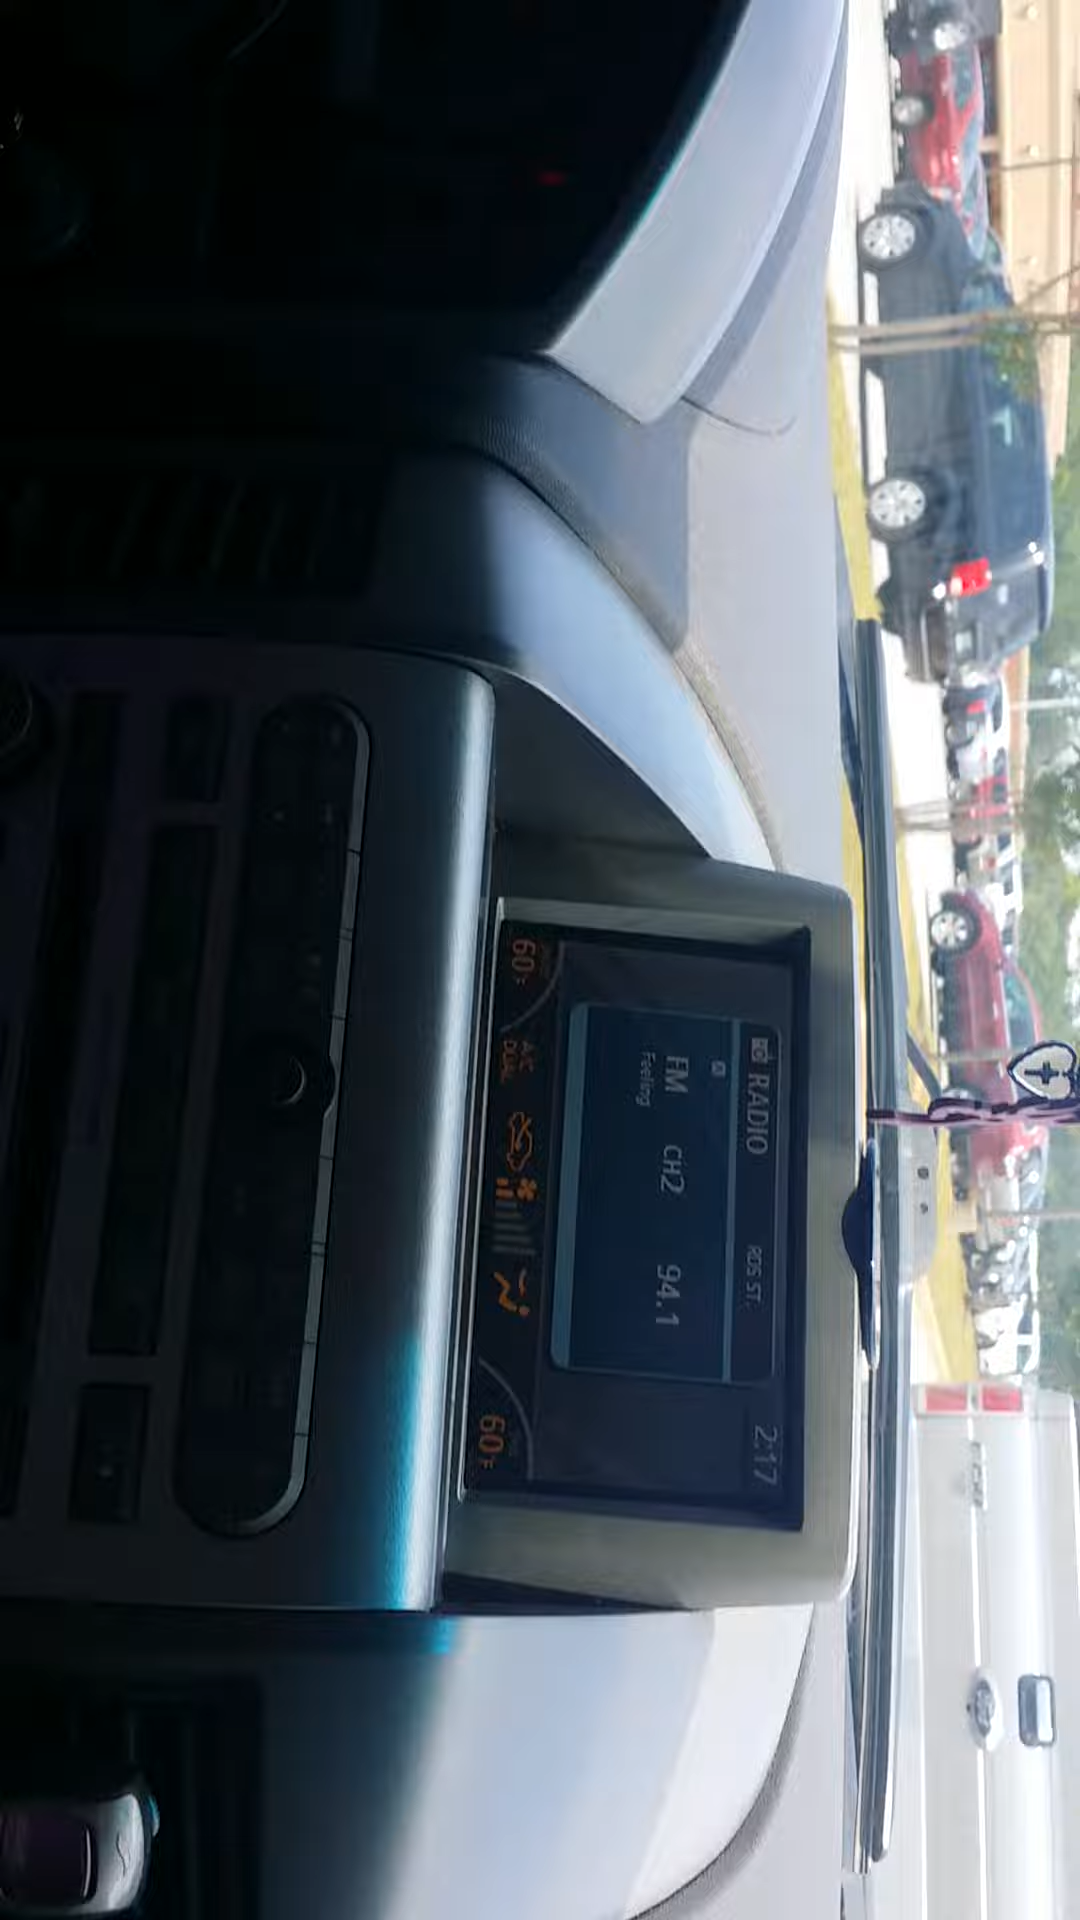 RADIO RDS ST. 2:17
FM CH2 94.1
Feeling
60°F A/C 60°F
DUAL